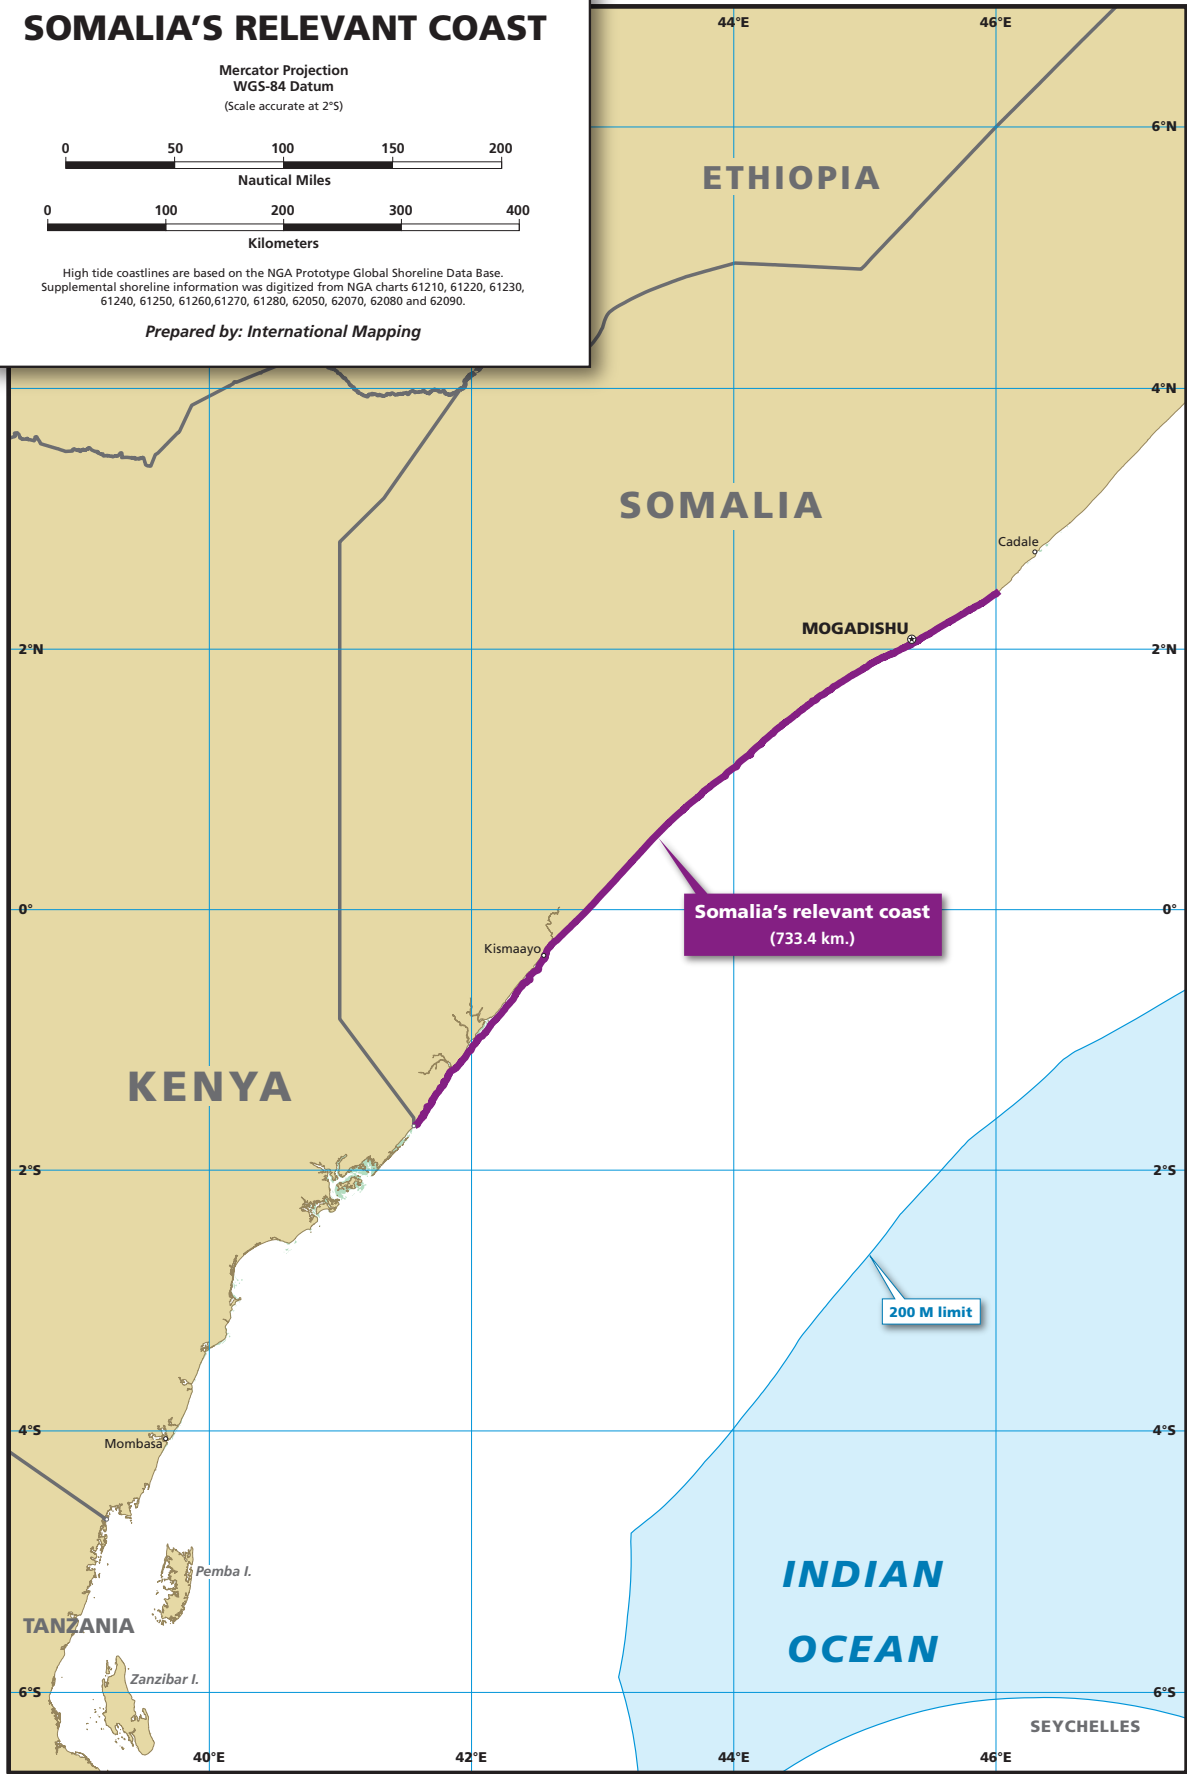 SOMALIA'S RELEVANT COAST
Mercator Projection
WGS-84 Datum
(Scale accurate at 2°S)
0 50 100 150 200
Nautical Miles
0 100 200 300 400
Kilometers
High tide coastlines are based on the NGA Prototype Global Shoreline Data Base.
Supplemental shoreline information was digitized from NGA charts 61210, 61220, 61230,
61240, 61250, 61260,61270, 61280, 62050, 62070, 62080 and 62090.
Prepared by: International Mapping
44°E 46°E
6°N
ETHIOPIA
4°N
SOMALIA
Cadale
MOGADISHU
2°N 2°N
0° 0°
Somalia's relevant coast
(733.4 km.)
Kismaayo
KENYA
2°S 2°S
200 M limit
4°S 4°S
Mombasa
INDIAN
OCEAN
Pemba I.
TANZANIA
Zanzibar I.
6°S 6°S
SEYCHELLES
40°E 42°E 44°E 46°E